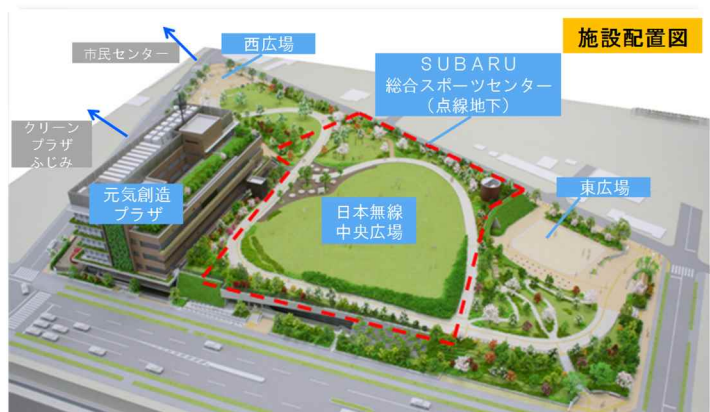 施設配置図
市民センター
西広場
SUBARU
総合スポーツセンター
（点線地下）
クリーン
プラザ
ふじみ
元気創造
プラザ
日本無線
中央広場
東広場